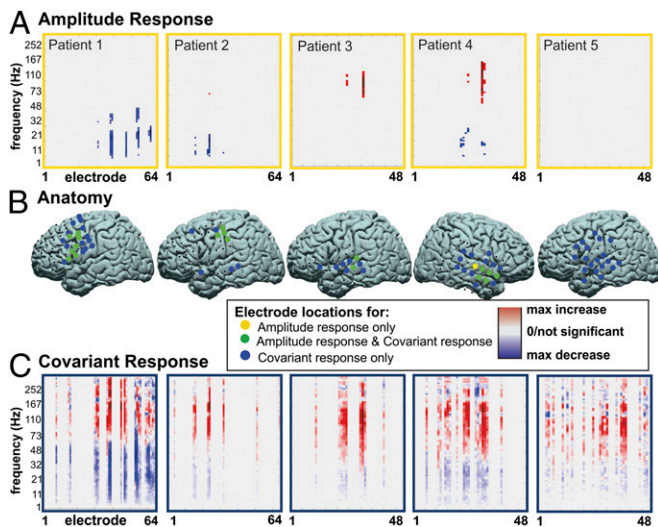 A Amplitude Response
Patient 1 Patient 2 Patient 3 Patient 4 Patient 5
frequency (Hz)
252
167
110
73
48
32
21
11
1
1 electrode 64 1 64 1 48 1 48 1 48
B Anatomy
Electrode locations for:
Amplitude response only
Amplitude response & Covariant response
Covariant response only
max increase
0/not significant
max decrease
C Covariant Response
frequency (Hz)
252
167
110
73
48
32
21
11
1
1 electrode 64 1 64 1 48 1 48 1 48